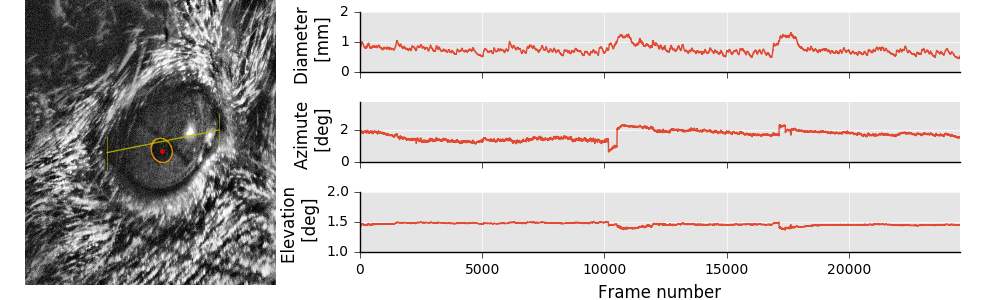 Diameter
[mm]
2
1
0
Azimute
[deg]
2
0
Elevation
[deg]
2.0
1.5
1.0
0
5000
10000
15000
20000
Frame number